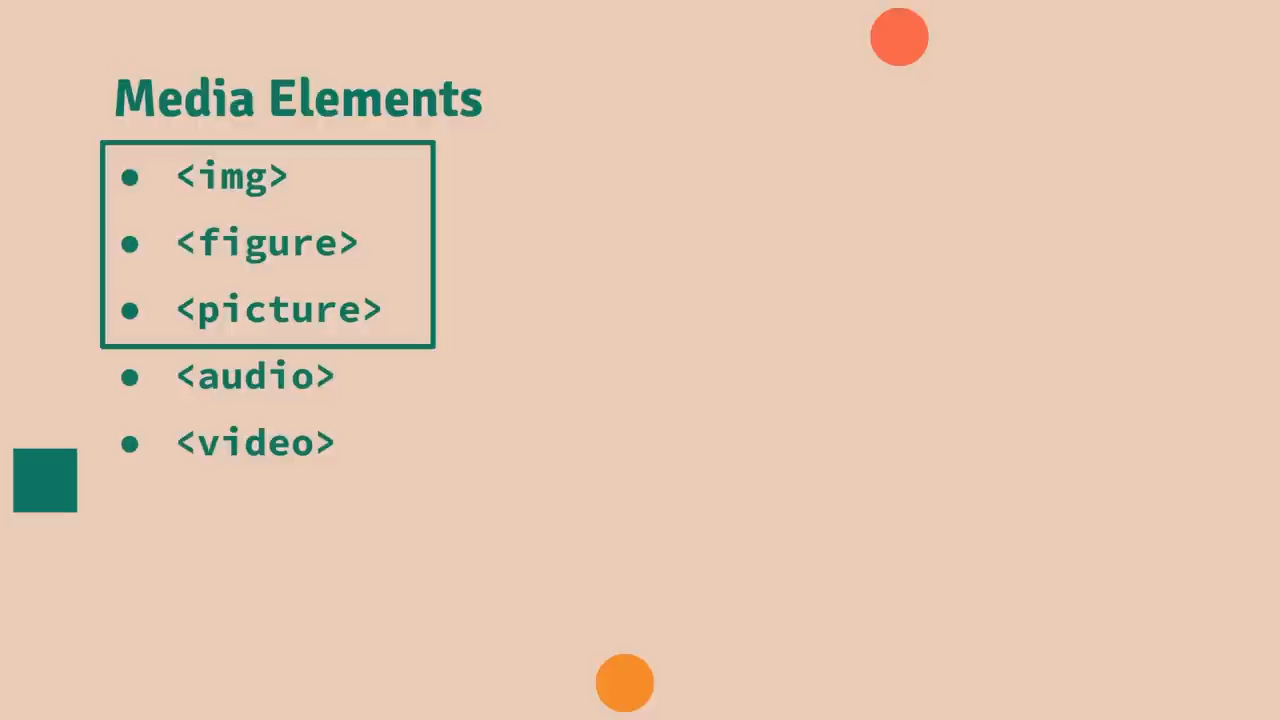 Media Elements
● <img>
● <figure>
● <picture>
● <audio>
● <video>